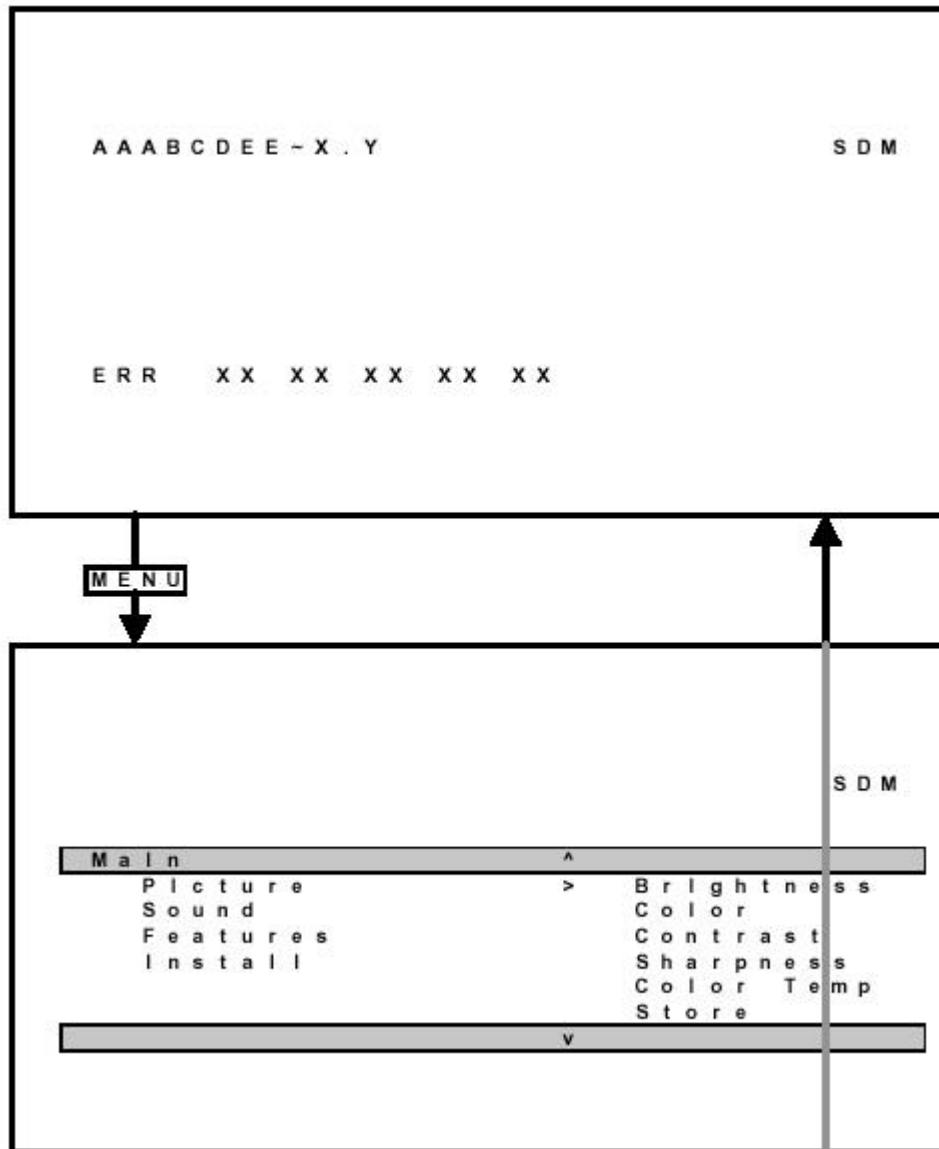 AAABCDEE~X.Y SDM
ERR XX XX XX XX XX
MENU
SDM
Main ^
Picture > Brightness
Sound Color
Features Contrast
Install Sharpness
Color Temp
Store
v